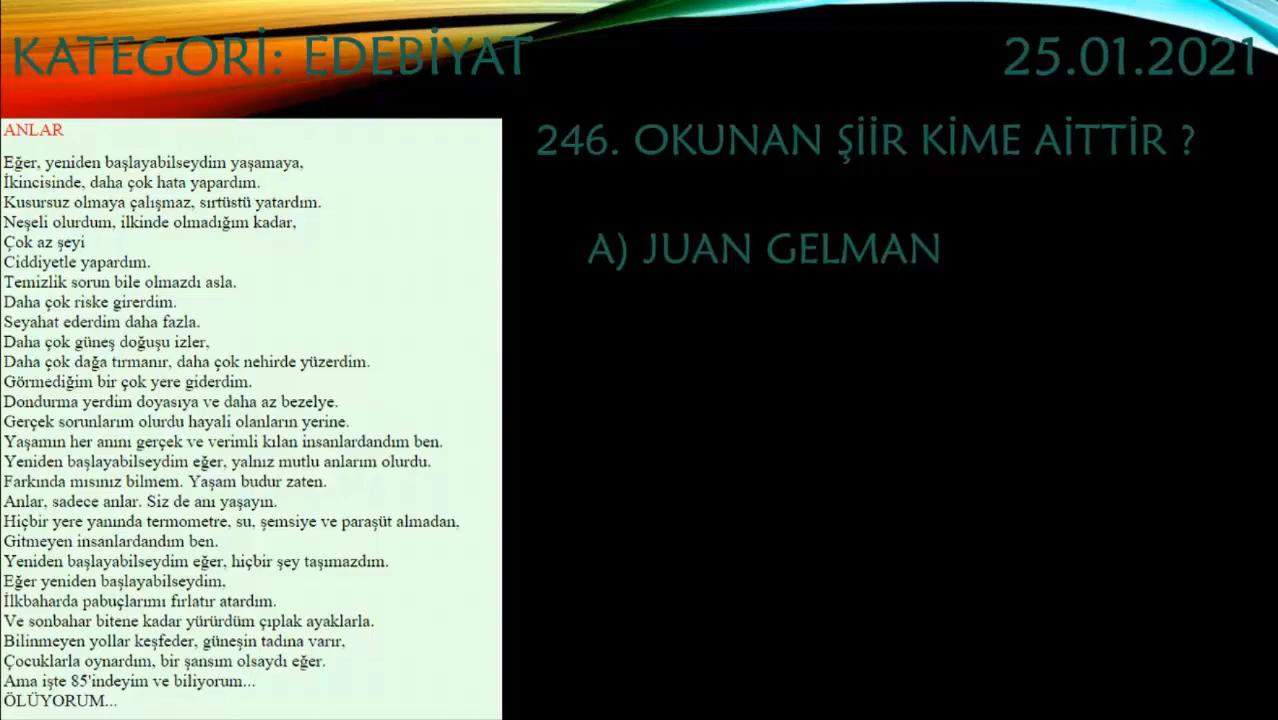 KATEGORİ: EDEBİYAT
25.01.2021
ANLAR
Eğer, yeniden başlayabilseydim yaşamaya,
İkincisinde, daha çok hata yapardım.
Kusursuz olmaya çalışmaz, sırtüstü yatardım.
Neşeli olurdum, ilkinde olmadığım kadar,
Çok az şeyi
Ciddiyetle yapardım.
Temizlik sorun bile olmazdı asla.
Daha çok riske girerdim.
Seyahat ederdim daha fazla.
Daha çok güneş doğuşu izler,
Daha çok dağa tırmanır, daha çok nehirde yüzerdim.
Görmediğim bir çok yere giderdim.
Dondurma yerdim doyasıya ve daha az bezelye.
Gerçek sorunlarım olurdu hayali olanların yerine.
Yaşamın her anını gerçek ve verimli kılan insanlardandım ben.
Yeniden başlayabilseydim eğer, yalnız mutlu anlarım olurdu.
Farkında mısınız bilmem. Yaşam budur zaten.
Anlar, sadece anlar. Siz de anı yaşayın.
Hiçbir yere yanında termometre, su, şemsiye ve paraşüt almadan,
Gitmeyen insanlardandım ben.
Yeniden başlayabilseydim eğer, hiçbir şey taşımazdım.
Eğer yeniden başlayabilseydim,
İlkbaharda pabuçlarımı fırlatır atardım.
Ve sonbahar bitene kadar yürürdüm çıplak ayaklarla.
Bilinmeyen yollar keşfeder, güneşin tadına varır,
Çocuklarla oynardım, bir şansım olsaydı eğer.
Ama işte 85'indeyim ve biliyorum...
ÖLÜYORUM...
246. OKUNAN ŞİİR KİME AİTTİR ?
A) JUAN GELMAN